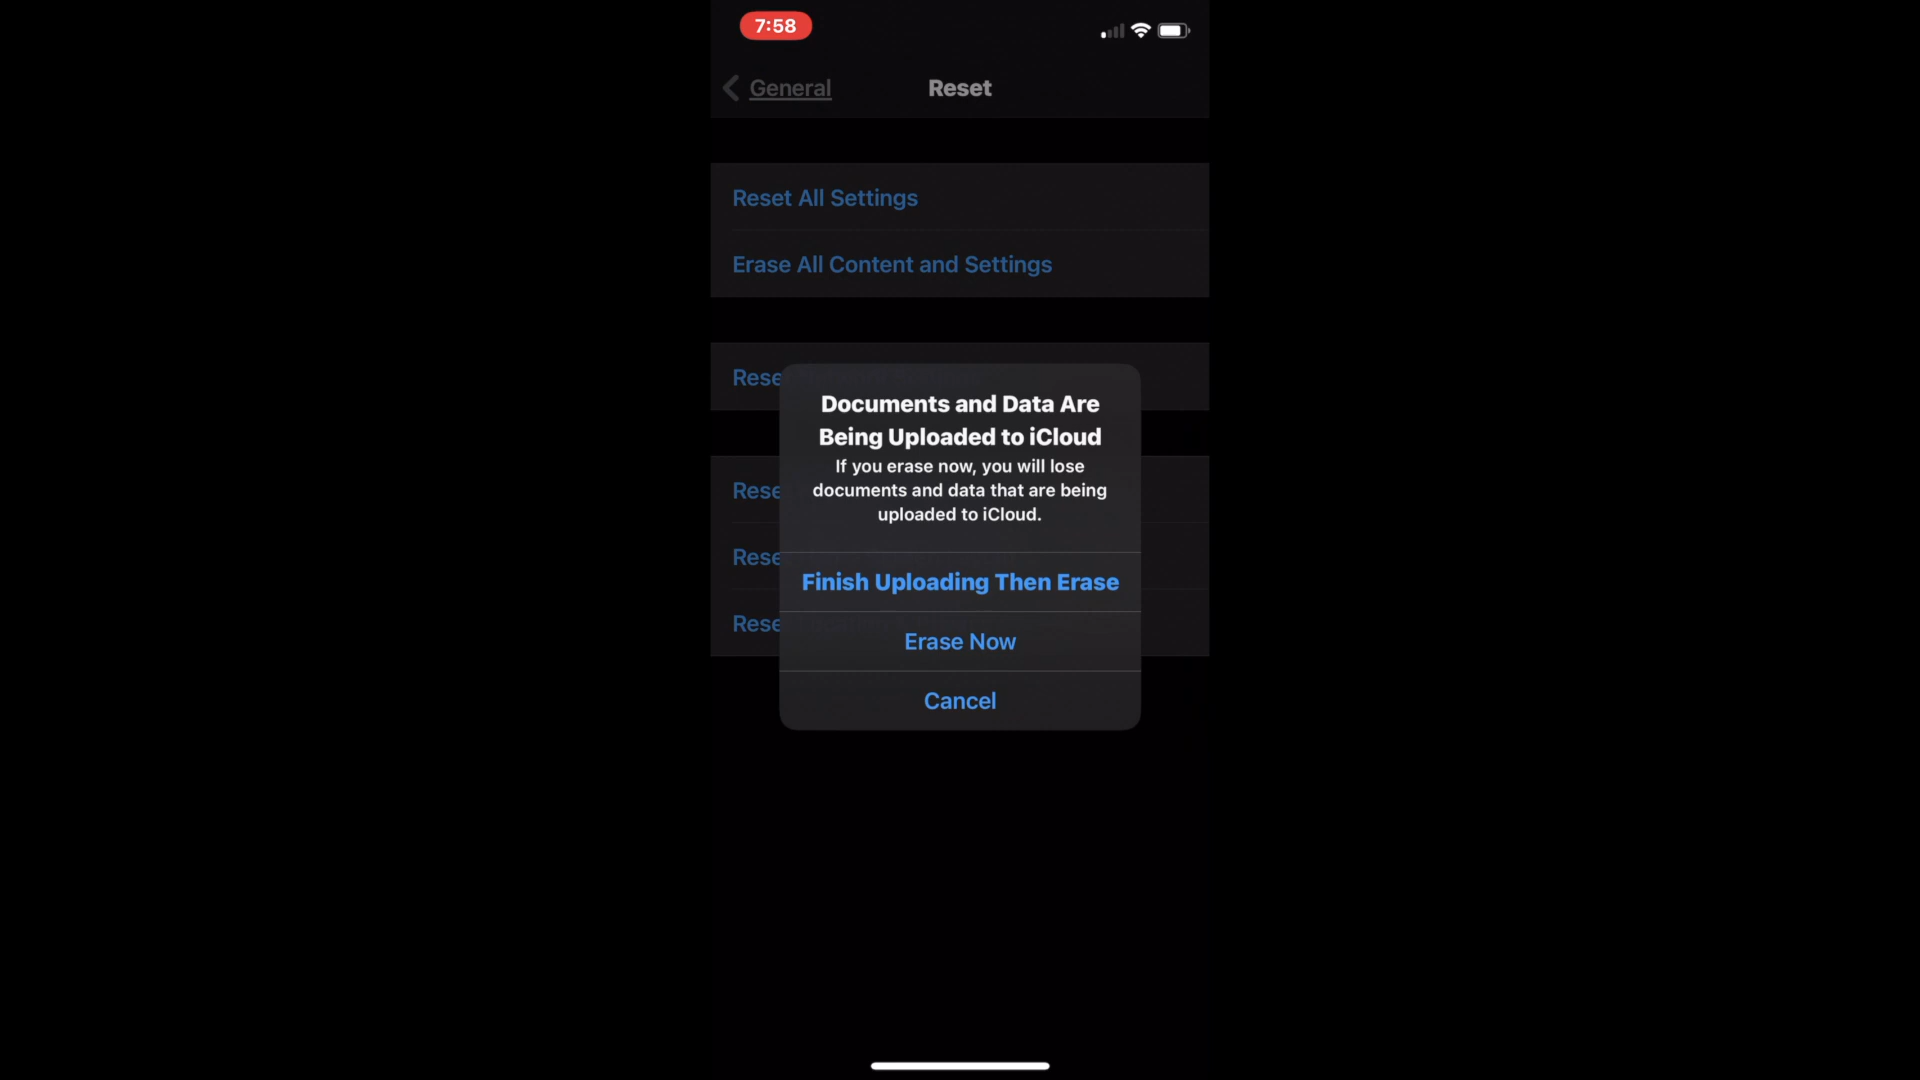 7:58
General
Reset
Reset All Settings
Erase All Content and Settings
Rese
Documents and Data Are
Being Uploaded to iCloud
If you erase now, you will lose
documents and data that are being
uploaded to iCloud.
Rese
Rese
Rese
Finish Uploading Then Erase
Erase Now
Cancel